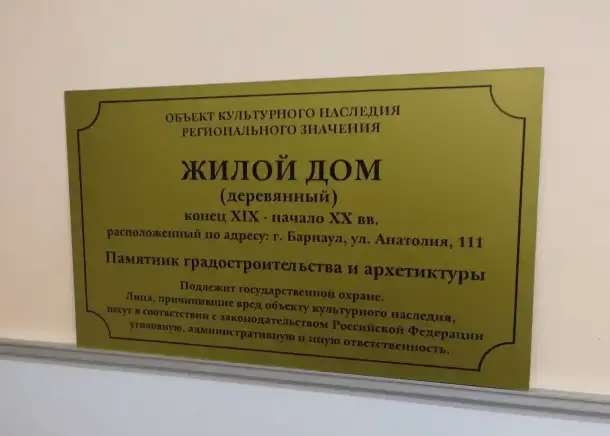 ОБЪЕКТ КУЛЬТУРНОГО НАСЛЕДИЯ
РЕГИОНАЛЬНОГО ЗНАЧЕНИЯ
ЖИЛОЙ ДОМ
(деревянный)
конец XIX - начало XX вв.
расположенный по адресу: г. Барнаул, ул. Анатолия, 111
Памятник градостроительства и архетиктуры
Подлежит государственной охране.
Лица, причинившие вред объекту культурного наследия,
несут в соответствии с законодательством Российской Федерации
уголовную, административную и иную ответственность.